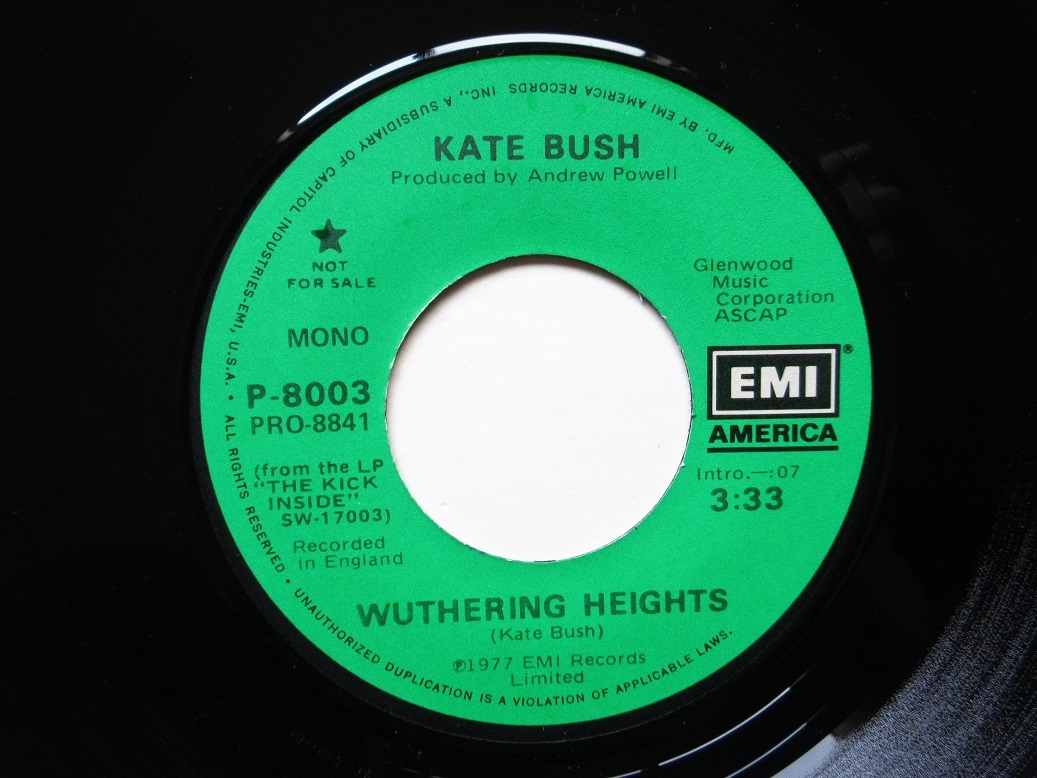 KATE BUSH
Produced by Andrew Powell
★
NOT
FOR SALE
MONO
P-8003
PRO-8841
(from the LP
"THE KICK
INSIDE"
SW-17003)
Recorded
in England
Glenwood
Music
Corporation
ASCAP
EMI®
AMERICA
Intro.—:07
3:33
WUTHERING HEIGHTS
(Kate Bush)
℗1977 EMI Records
Limited
MFD. BY EMI AMERICA RECORDS, INC., A SUBSIDIARY OF CAPITOL INDUSTRIES-EMI, U.S.A. • ALL RIGHTS RESERVED • UNAUTHORIZED DUPLICATION IS A VIOLATION OF APPLICABLE LAWS.